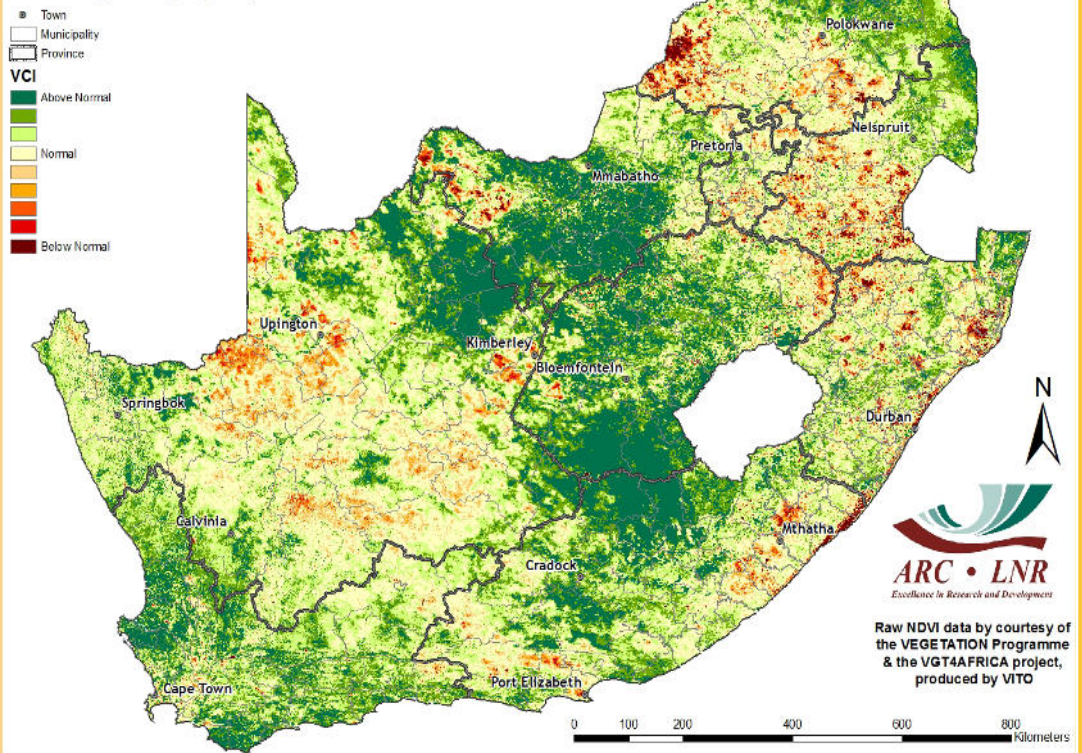 Town
Municipality
Province
VCI
Above Normal
Normal
Below Normal
Polokwane
Nelspruit
Pretoria
Mmabatho
Upington
Kimberley
Bloemfontein
Springbok
Durban
N
Calvinia
Mthatha
Cradock
ARC • LNR
Excellence in Research and Development
Raw NDVI data by courtesy of
the VEGETATION Programme
& the VGT4AFRICA project,
produced by VITO
Port Elizabeth
Cape Town
0 100 200 400 600 800
Kilometers